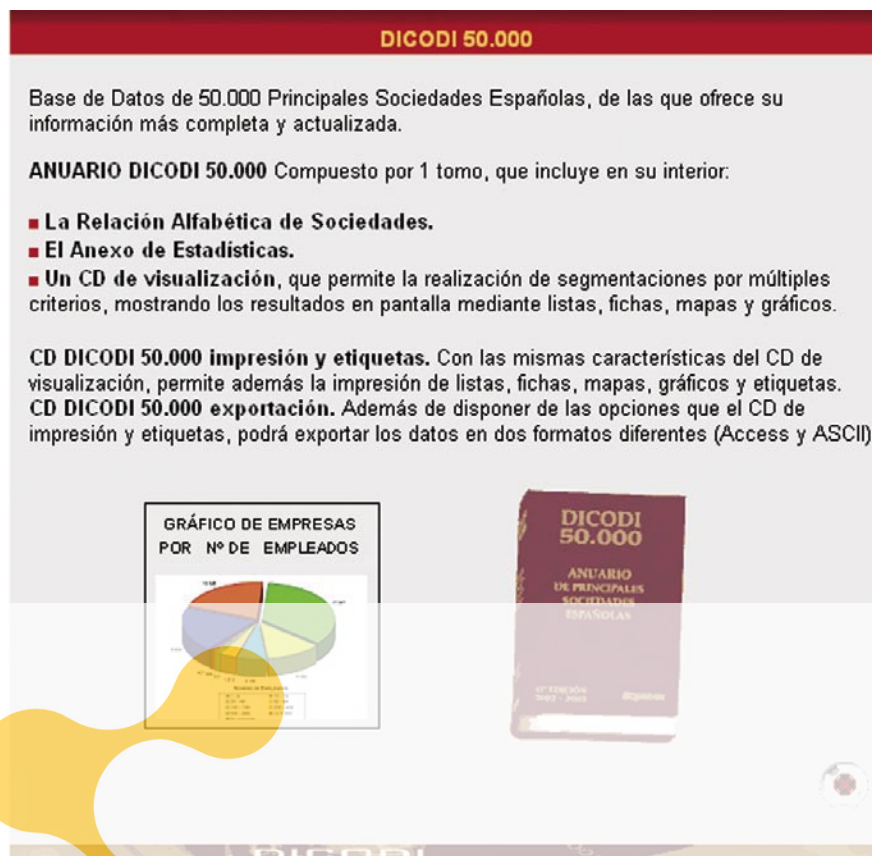 DICODI 50.000
Base de Datos de 50.000 Principales Sociedades Españolas, de las que ofrece su
información más completa y actualizada.
ANUARIO DICODI 50.000 Compuesto por 1 tomo, que incluye en su interior:
La Relación Alfabética de Sociedades.
El Anexo de Estadísticas.
Un CD de visualización, que permite la realización de segmentaciones por múltiples
criterios, mostrando los resultados en pantalla mediante listas, fichas, mapas y gráficos.
CD DICODI 50.000 impresión y etiquetas. Con las mismas características del CD de
visualización, permite además la impresión de listas, fichas, mapas, gráficos y etiquetas.
CD DICODI 50.000 exportación. Además de disponer de las opciones que el CD de
impresión y etiquetas, podrá exportar los datos en dos formatos diferentes (Access y ASCII)
GRÁFICO DE EMPRESAS
POR Nº DE EMPLEADOS
DICODI
50.000
ANUARIO
DE PRINCIPALES
SOCIEDADES
ESPAÑOLAS
EDICIÓN
2002 - 2003
DICODI